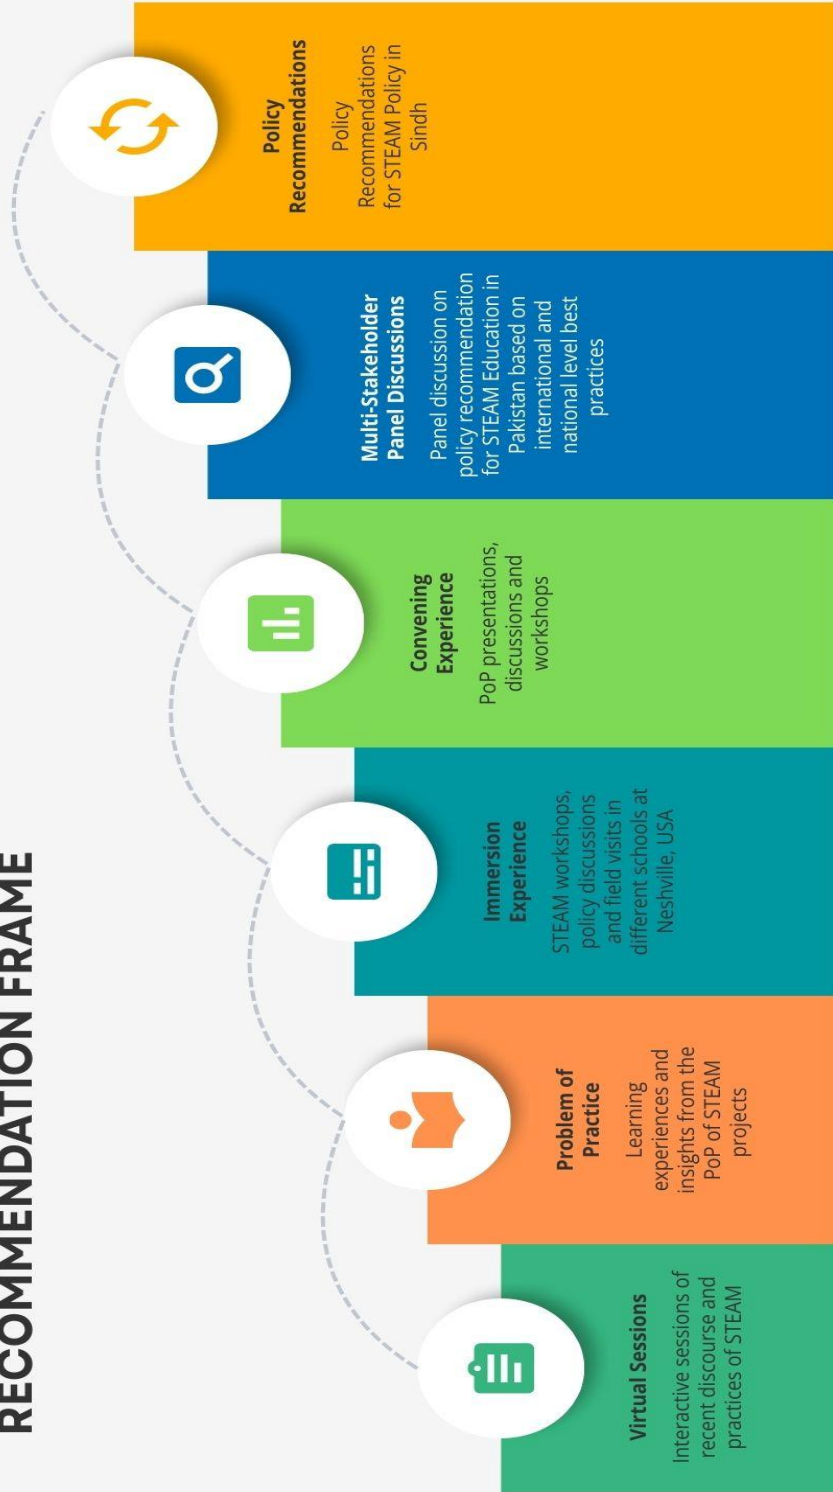 RECOMMENDATION FRAME
Virtual Sessions
Interactive sessions of
recent discourse and
practices of STEAM
Problem of
Practice
Learning
experiences and
insights from the
PoP of STEAM
projects
Immersion
Experience
STEAM workshops,
policy discussions
and field visits in
different schools at
Neshville, USA
Convening
Experience
PoP presentations,
discussions and
workshops
Multi-Stakeholder
Panel Discussions
Panel discussion on
policy recommendation
for STEAM Education in
Pakistan based on
international and
national level best
practices
Policy
Recommendations
Policy
Recommendations
for STEAM Policy in
Sindh